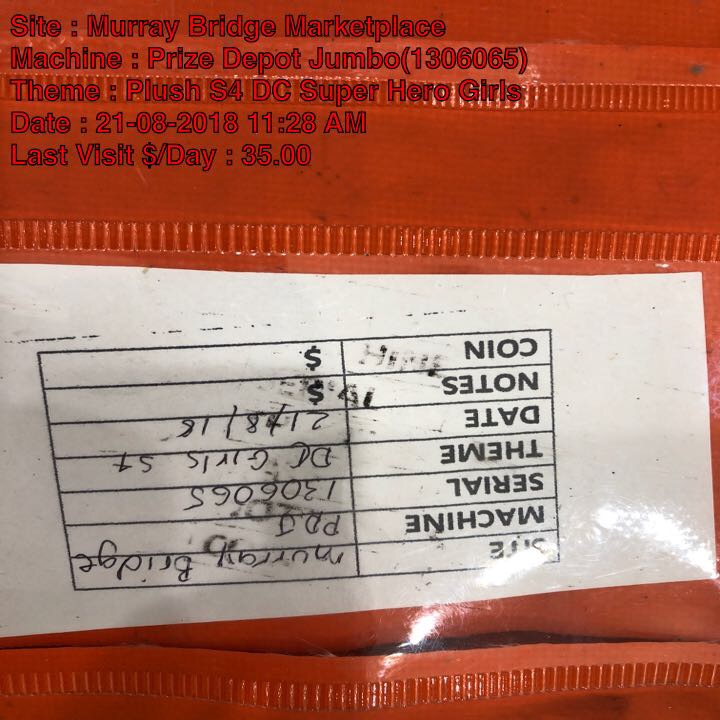 Site : Murray Bridge Marketplace
Machine : Prize Depot Jumbo(1306065)
Theme : Plush S4 DC Super Hero Girls
Date : 21-08-2018 11:28 AM
Last Visit $/Day : 35.00
SITE Murray Bridge
MACHINE PDJ
SERIAL 1306065
THEME DC Girls S4
DATE 21/8/18
NOTES $
COIN $